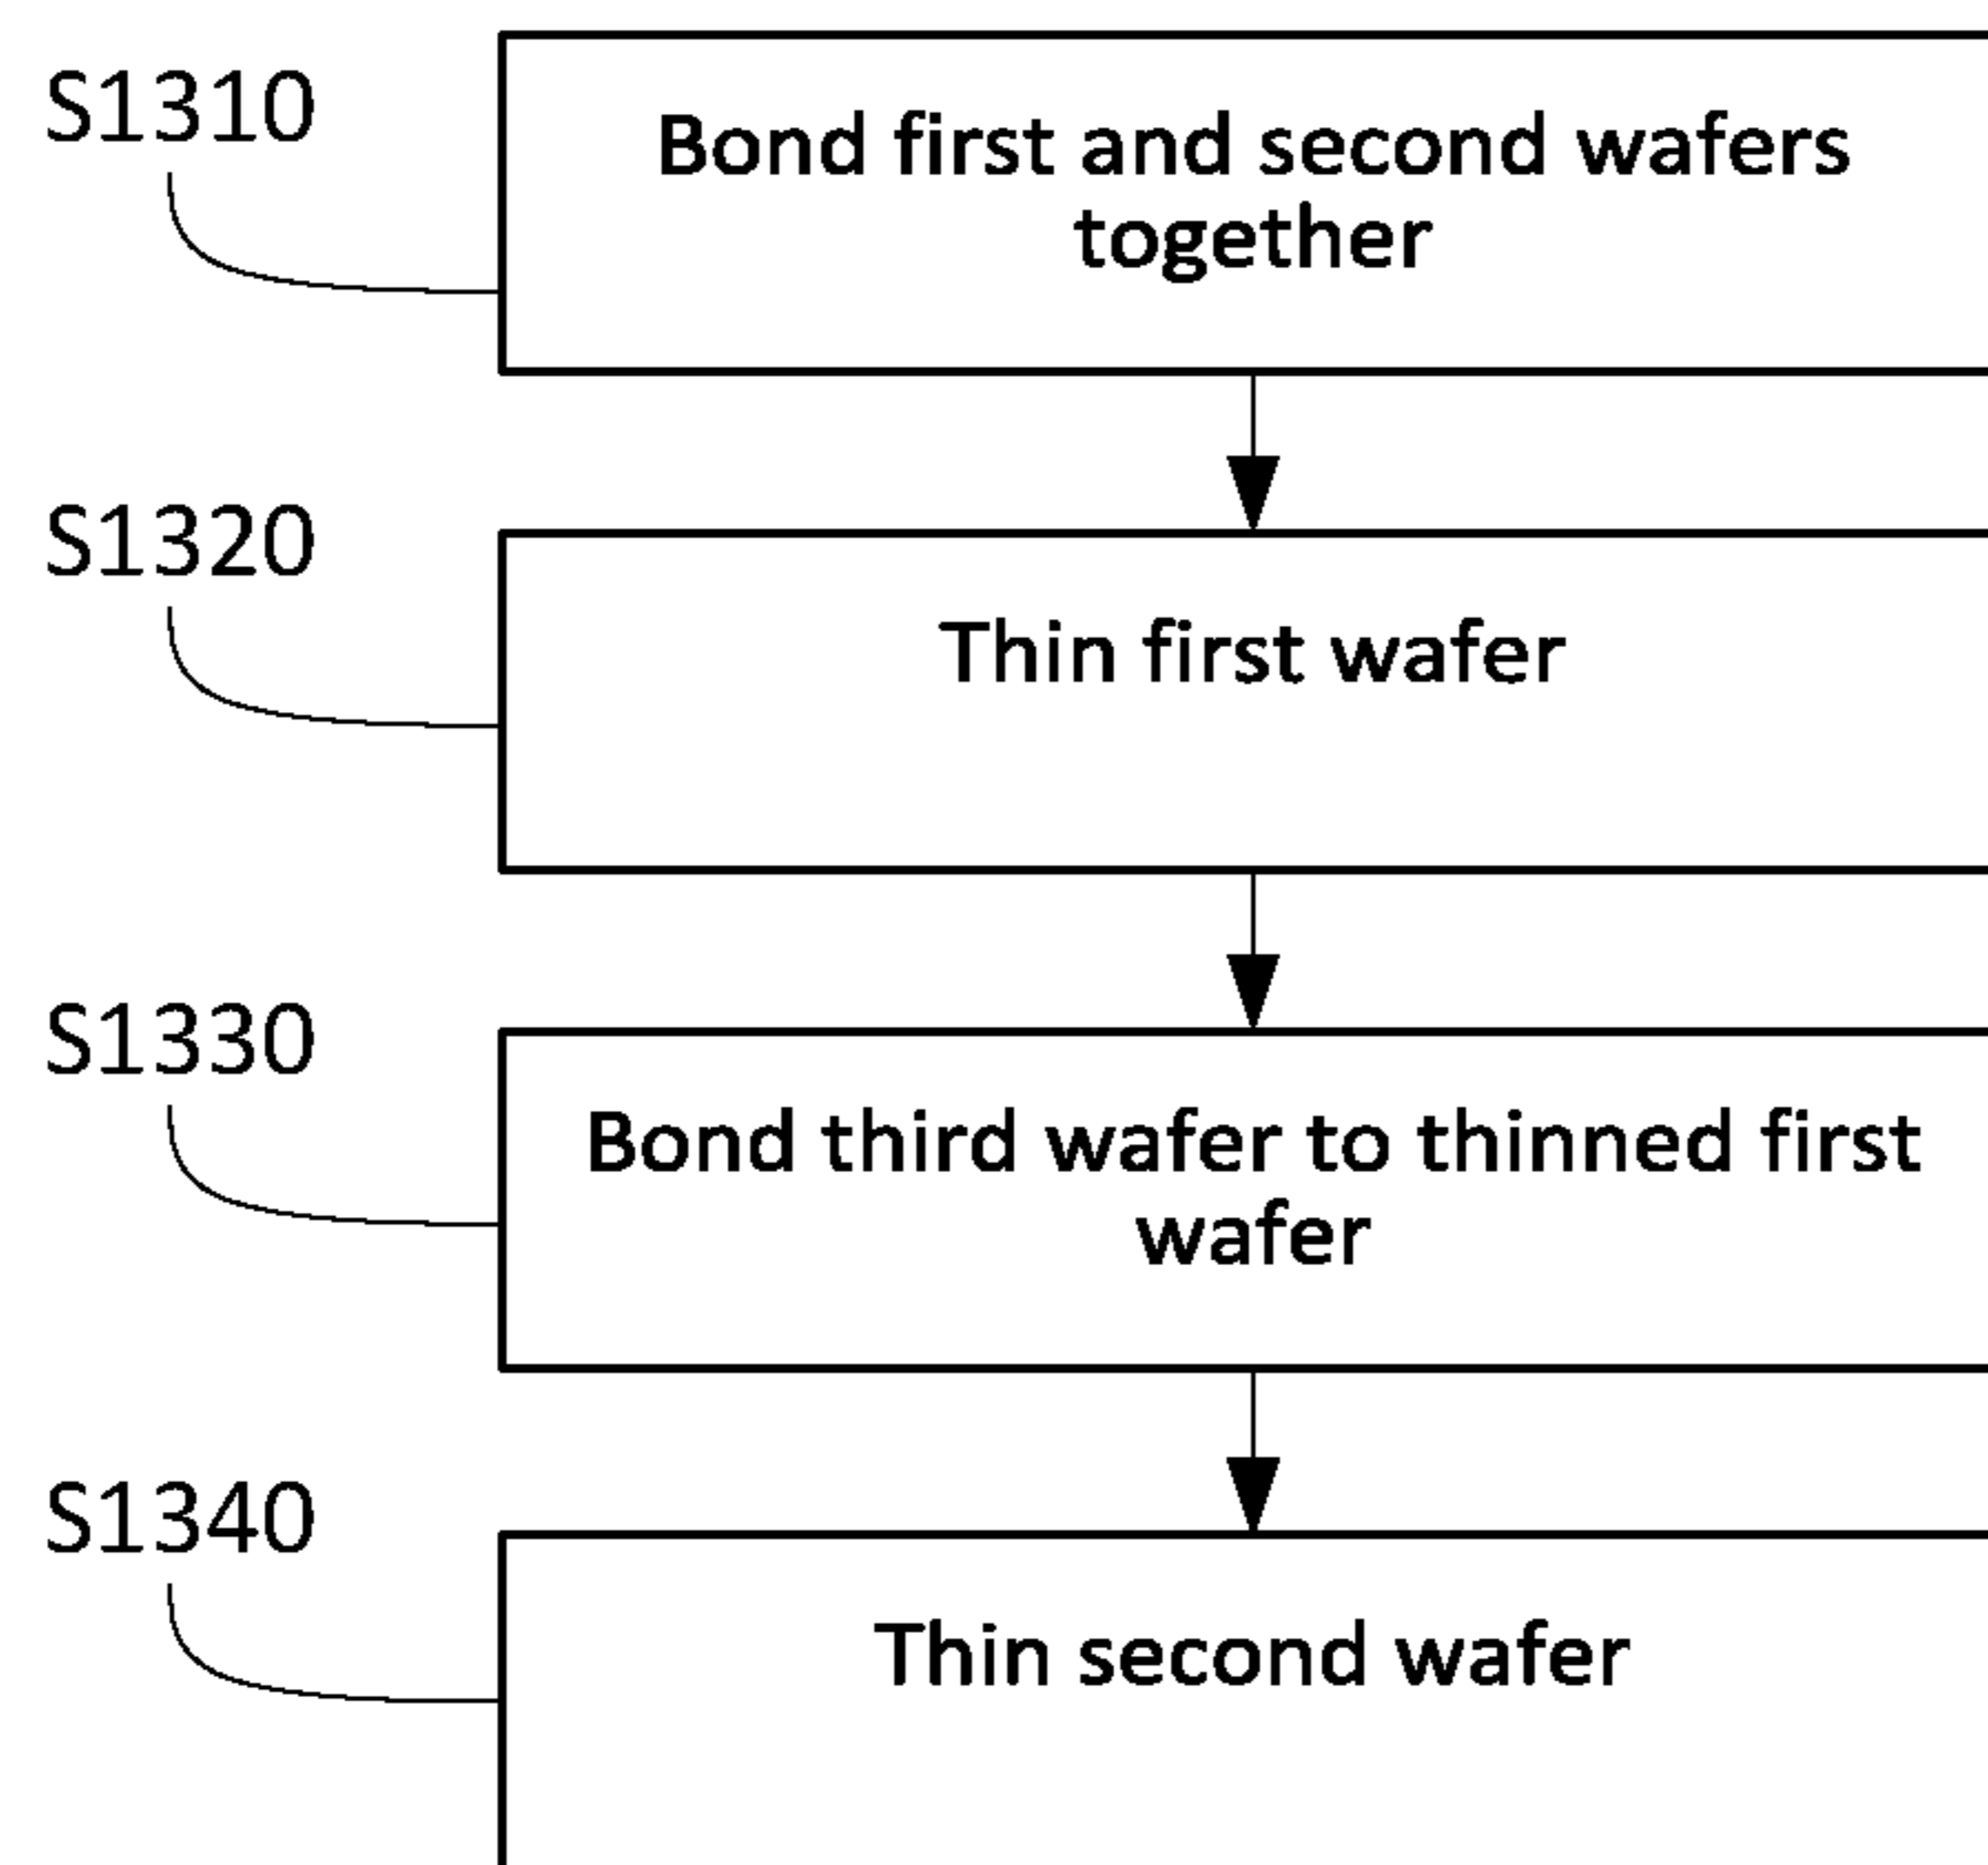 S1310
Bond first and second wafers
together
S1320
Thin first wafer
S1330
Bond third wafer to thinned first
wafer
S1340
Thin second wafer